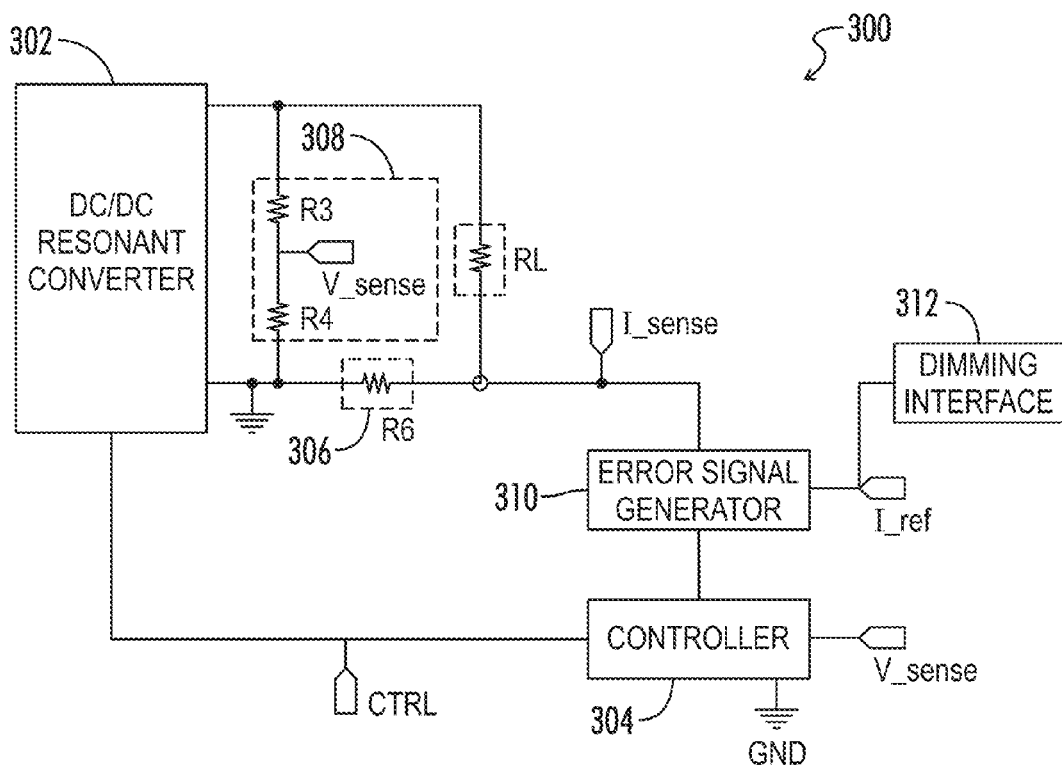 302
300
308
DC/DC
RESONANT
CONVERTER
R3
V_sense
R4
RL
I_sense
312
DIMMING
INTERFACE
306
R6
310
ERROR SIGNAL
GENERATOR
I_ref
CONTROLLER
V_sense
CTRL
304
GND